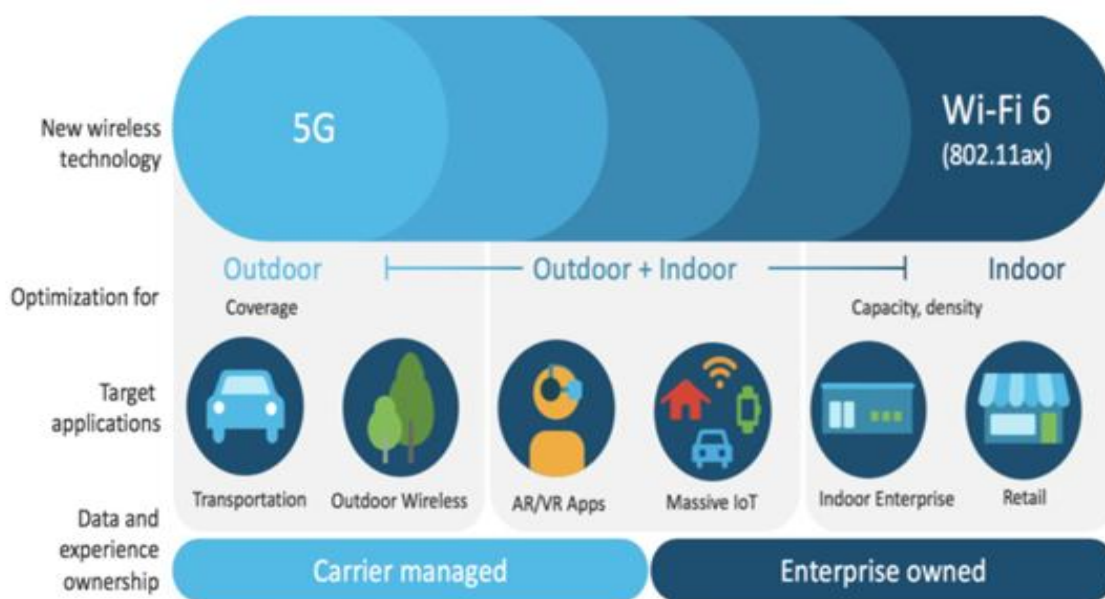 New wireless
technology
5G
Wi-Fi 6
(802.11ax)
Optimization for
Outdoor
Outdoor + Indoor
Indoor
Coverage
Capacity, density
Target
applications
Transportation
Outdoor Wireless
AR/VR Apps
Massive IoT
Indoor Enterprise
Retail
Data and
experience
ownership
Carrier managed
Enterprise owned